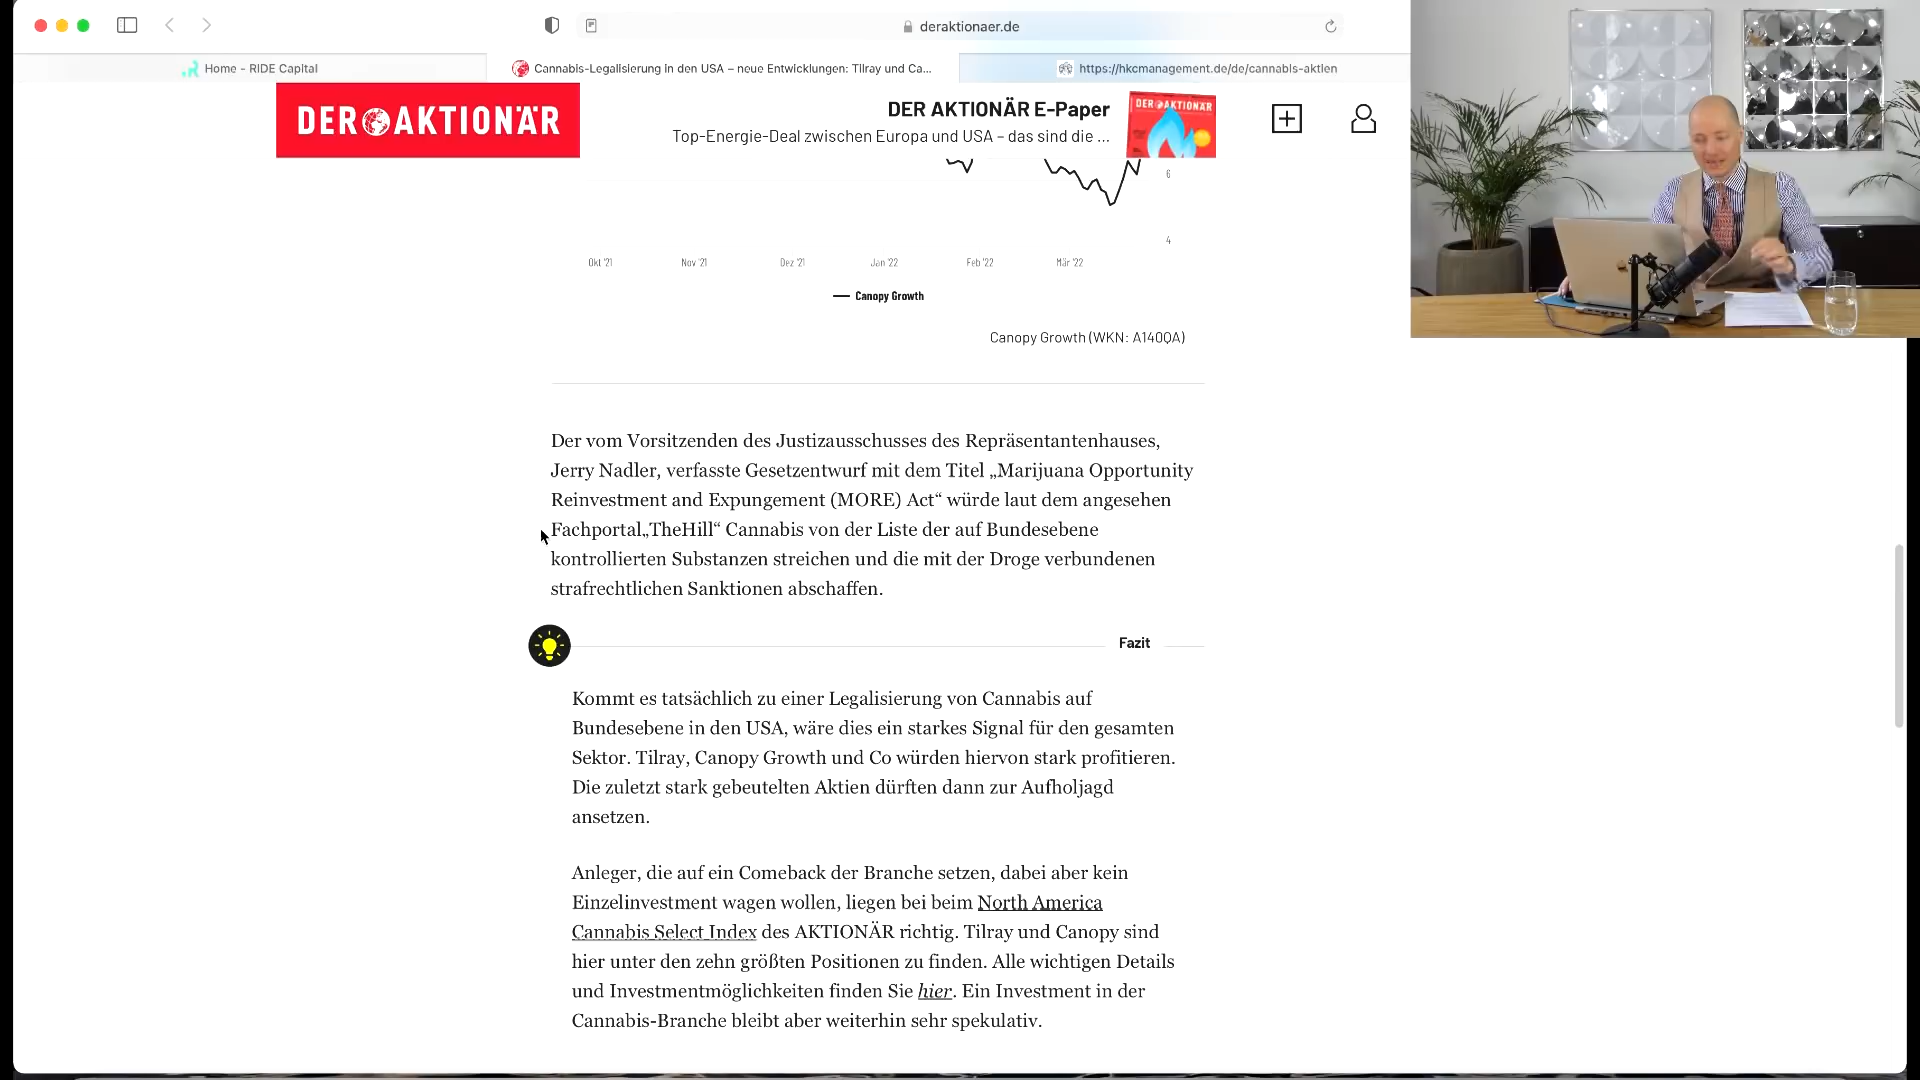 deraktionaer.de
Home – RIDE Capital
Cannabis-Legalisierung in den USA – neue Entwicklungen: Tilray und Ca...
https://hkcmanagement.de/de/cannabis-aktien
DER AKTIONÄR
DER AKTIONÄR E-Paper
Top-Energie-Deal zwischen Europa und USA – das sind die ...
DER AKTIONÄR
6
4
Okt '21
Nov '21
Dez '21
Jan '22
Feb '22
Mär '22
Canopy Growth
Canopy Growth (WKN: A140QA)
Der vom Vorsitzenden des Justizausschusses des Repräsentantenhauses,
Jerry Nadler, verfasste Gesetzentwurf mit dem Titel „Marijuana Opportunity
Reinvestment and Expungement (MORE) Act“ würde laut dem angesehen
Fachportal„TheHill“ Cannabis von der Liste der auf Bundesebene
kontrollierten Substanzen streichen und die mit der Droge verbundenen
strafrechtlichen Sanktionen abschaffen.
Fazit
Kommt es tatsächlich zu einer Legalisierung von Cannabis auf
Bundesebene in den USA, wäre dies ein starkes Signal für den gesamten
Sektor. Tilray, Canopy Growth und Co würden hiervon stark profitieren.
Die zuletzt stark gebeutelten Aktien dürften dann zur Aufholjagd
ansetzen.
Anleger, die auf ein Comeback der Branche setzen, dabei aber kein
Einzelinvestment wagen wollen, liegen bei beim North America
Cannabis Select Index des AKTIONÄR richtig. Tilray und Canopy sind
hier unter den zehn größten Positionen zu finden. Alle wichtigen Details
und Investmentmöglichkeiten finden Sie hier. Ein Investment in der
Cannabis-Branche bleibt aber weiterhin sehr spekulativ.